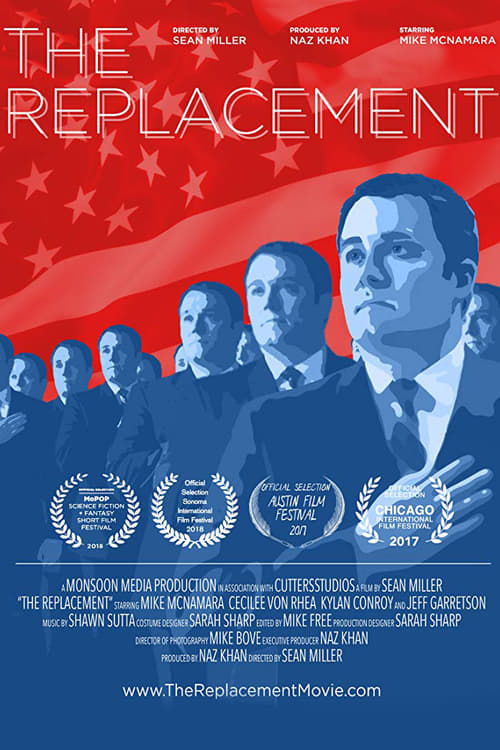 THE
REPLACEMENT
DIRECTED BY
SEAN MILLER
PRODUCED BY
NAZ KHAN
STARRING
MIKE MCNAMARA
OFFICIAL SELECTION
MoPOP
SCIENCE FICTION
+ FANTASY
SHORT FILM
FESTIVAL
2018
Official
Selection
Sonoma
International
Film Festival
2018
OFFICIAL SELECTION
AUSTIN FILM
FESTIVAL
2017
OFFICIAL
SELECTION
CHICAGO
INTERNATIONAL
FILM FESTIVAL
2017
A MONSOON MEDIA PRODUCTION IN ASSOCIATION WITH CUTTERSSTUDIOS A FILM BY SEAN MILLER
"THE REPLACEMENT" STARRING MIKE MCNAMARA CECILEE VON RHEA KYLAN CONROY AND JEFF GARRETSON
MUSIC BY SHAWN SUTTA COSTUME DESIGNER SARAH SHARP EDITED BY MIKE FREE PRODUCTION DESIGNER SARAH SHARP
DIRECTOR OF PHOTOGRAPHY MIKE BOVE EXECUTIVE PRODUCER NAZ KHAN
PRODUCED BY NAZ KHAN DIRECTED BY SEAN MILLER
www.TheReplacementMovie.com